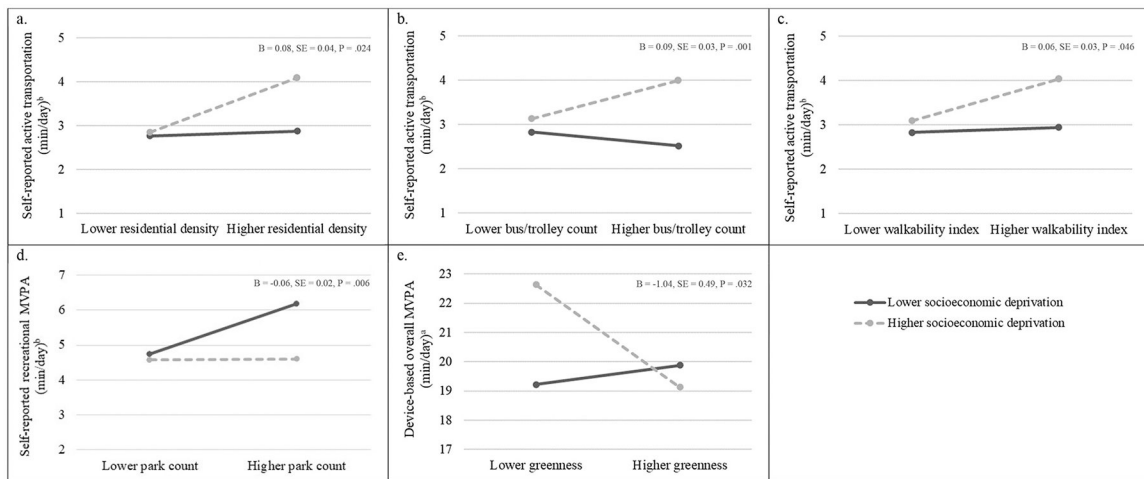 a.
B = 0.08, SE = 0.04, P = .024
Self-reported active transportation
(min/day)ᵇ
5
4
3
2
1
Lower residential density Higher residential density
b.
B = 0.09, SE = 0.03, P = .001
Self-reported active transportation
(min/day)ᵇ
5
4
3
2
1
Lower bus/trolley count Higher bus/trolley count
c.
B = 0.06, SE = 0.03, P = .046
Self-reported active transportation
(min/day)ᵇ
5
4
3
2
1
Lower walkability index Higher walkability index
d.
B = -0.06, SE = 0.02, P = .006
Self-reported recreational MVPA
(min/day)ᵇ
7
6
5
4
3
2
Lower park count Higher park count
e.
B = -1.04, SE = 0.49, P = .032
Device-based overall MVPA
(min/day)ᵃ
23
22
21
20
19
18
17
Lower greenness Higher greenness
Lower socioeconomic deprivation
Higher socioeconomic deprivation